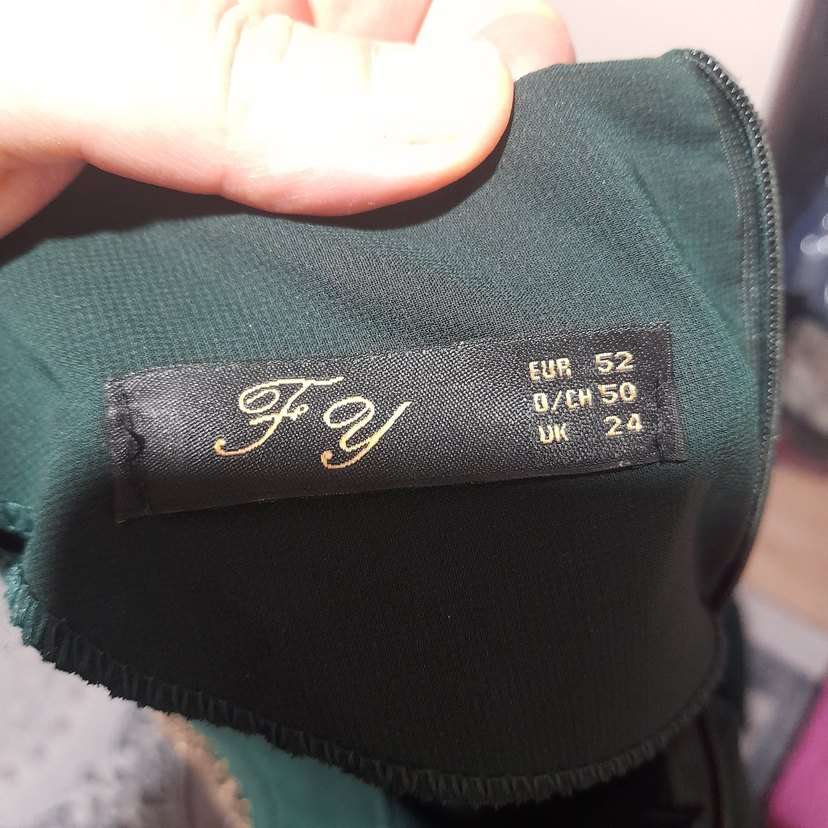 FY
EUR 52
D/CH 50
UK 24